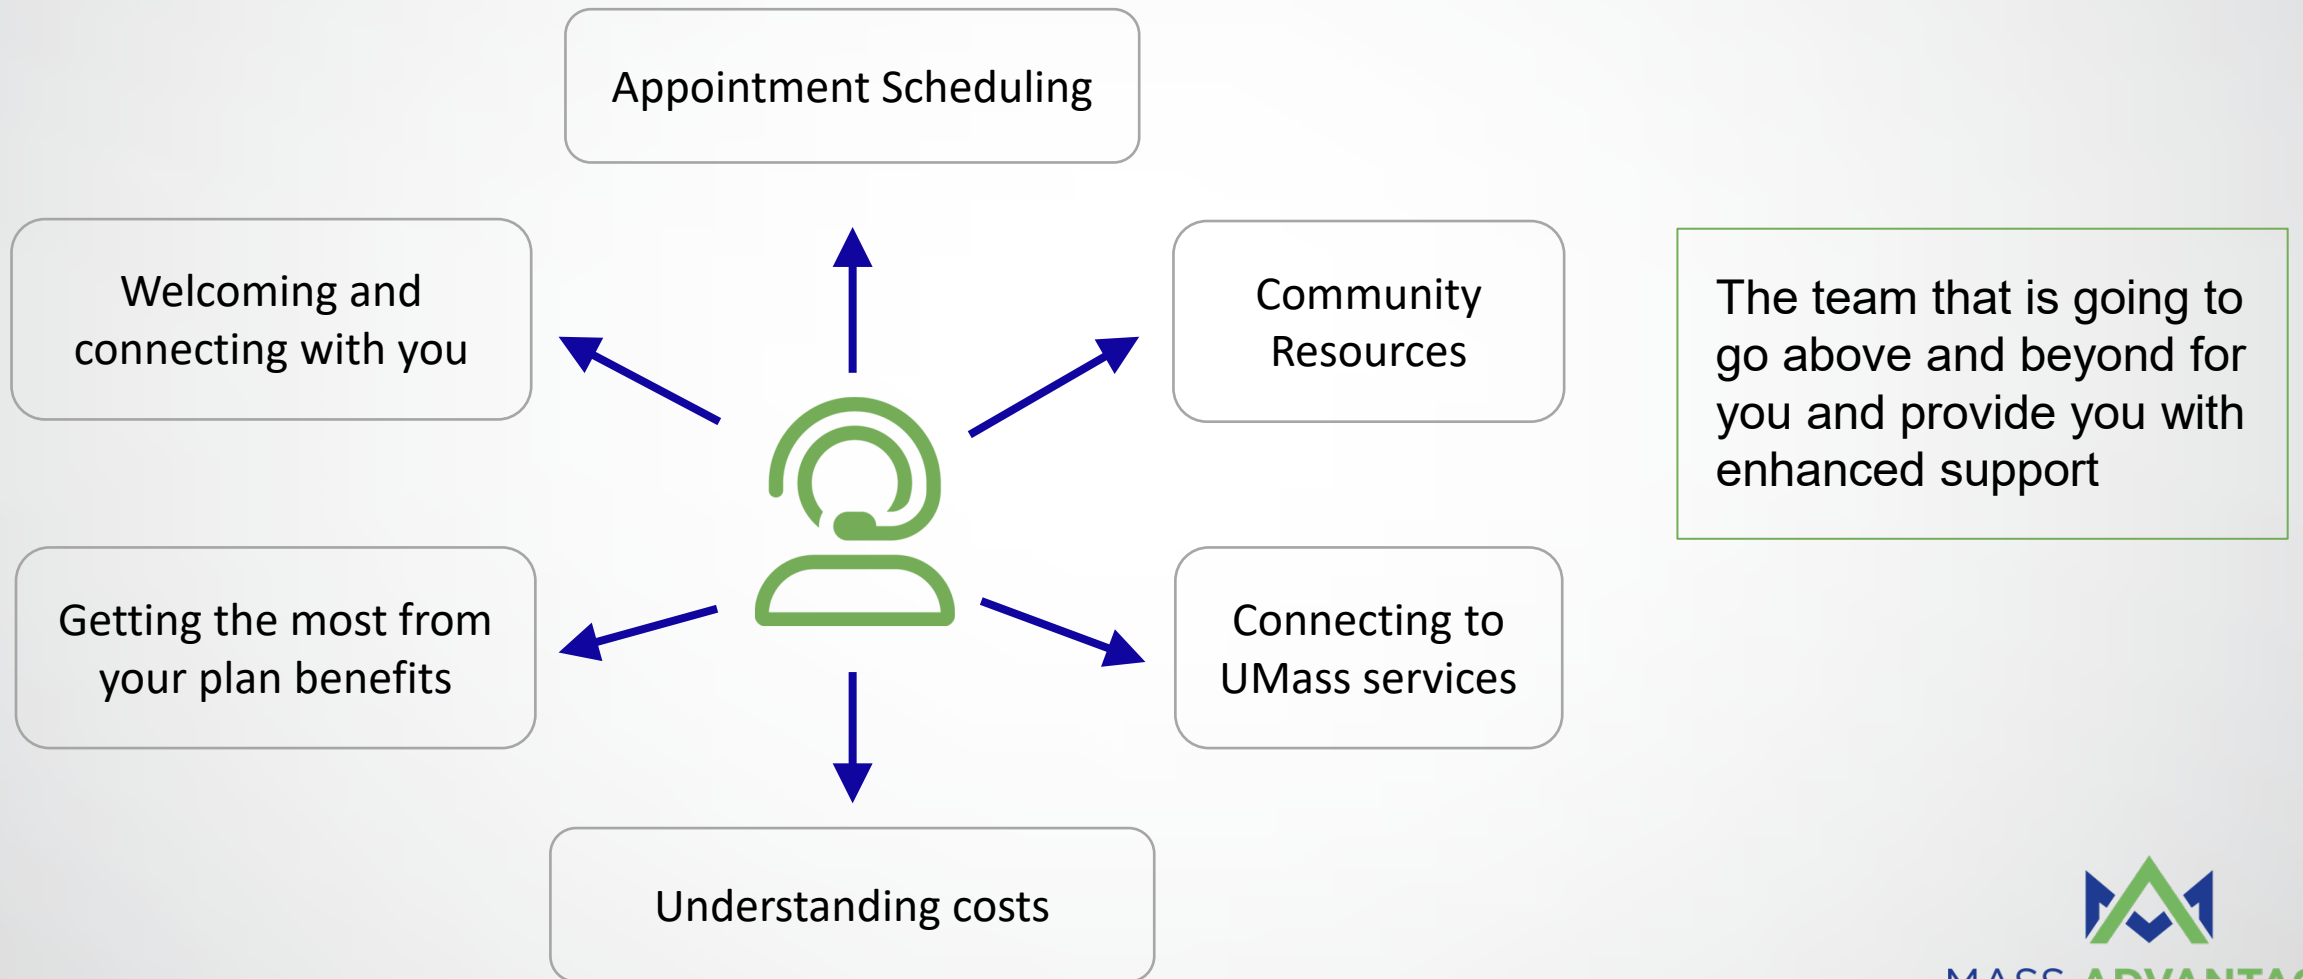 Appointment Scheduling
Welcoming and
connecting with you
Community
Resources
The team that is going to
go above and beyond for
you and provide you with
enhanced support
Getting the most from
your plan benefits
Connecting to
UMass services
Understanding costs
MASS